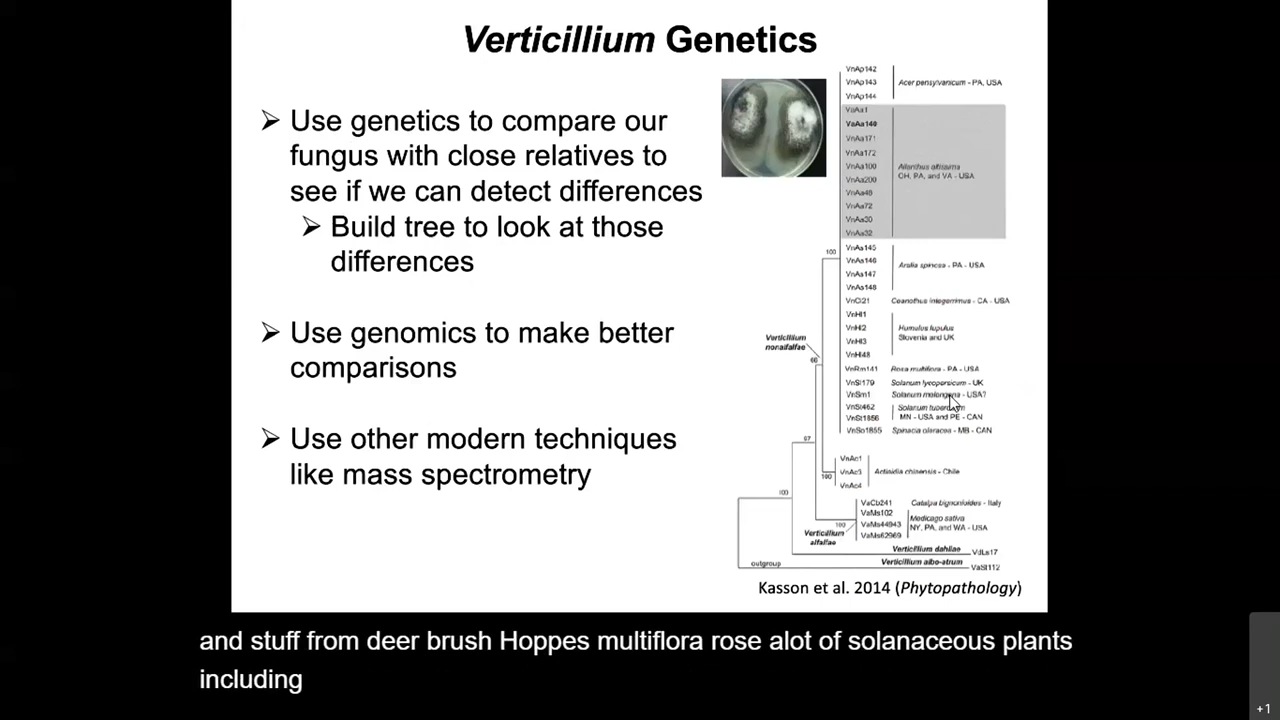 Verticillium Genetics
➢ Use genetics to compare our
fungus with close relatives to
see if we can detect differences
➢ Build tree to look at those
differences
➢ Use genomics to make better
comparisons
➢ Use other modern techniques
like mass spectrometry
VnAp142
VnAp143
VnAp144
Acer pensylvanicum - PA, USA
VaAa1
VnAa140
VnAa171
VnAa172
VnAa100
VnAa200
VnAa48
VnAa72
VnAa30
VnAa32
Ailanthus altissima
OH, PA, and VA - USA
100
VnAs145
VnAs146
VnAs147
VnAs148
Aralia spinosa - PA - USA
VnCi21
Ceanothus integerrimus - CA - USA
VnHl1
VnHl2
VnHl3
VnHl48
Humulus lupulus
Slovenia and UK
Verticillium
nonalfalfae
66
VnRm141
Rosa multiflora - PA - USA
VnSl179
Solanum lycopersicum - UK
VnSm1
Solanum melongena - USA?
VnSt462
VnSt1856
Solanum
MN - USA and PE - CAN
VnSo1855
Spinacia oleracea - MB - CAN
97
VnAc1
VnAc3
VnAc4
Actinidia chinensis - Chile
100
100
VaCb241
Catalpa bignonioides - Italy
VaMs102
VaMs44943
VaMs62969
Medicago sativa
NY, PA, and WA - USA
100
Verticillium
alfalfae
Verticillium dahliae
VdLs17
outgroup
Verticillium albo-atrum
VaSl112
Kasson et al. 2014 (Phytopathology)
and stuff from deer brush Hoppes multiflora rose alot of solanaceous plants
including
+1